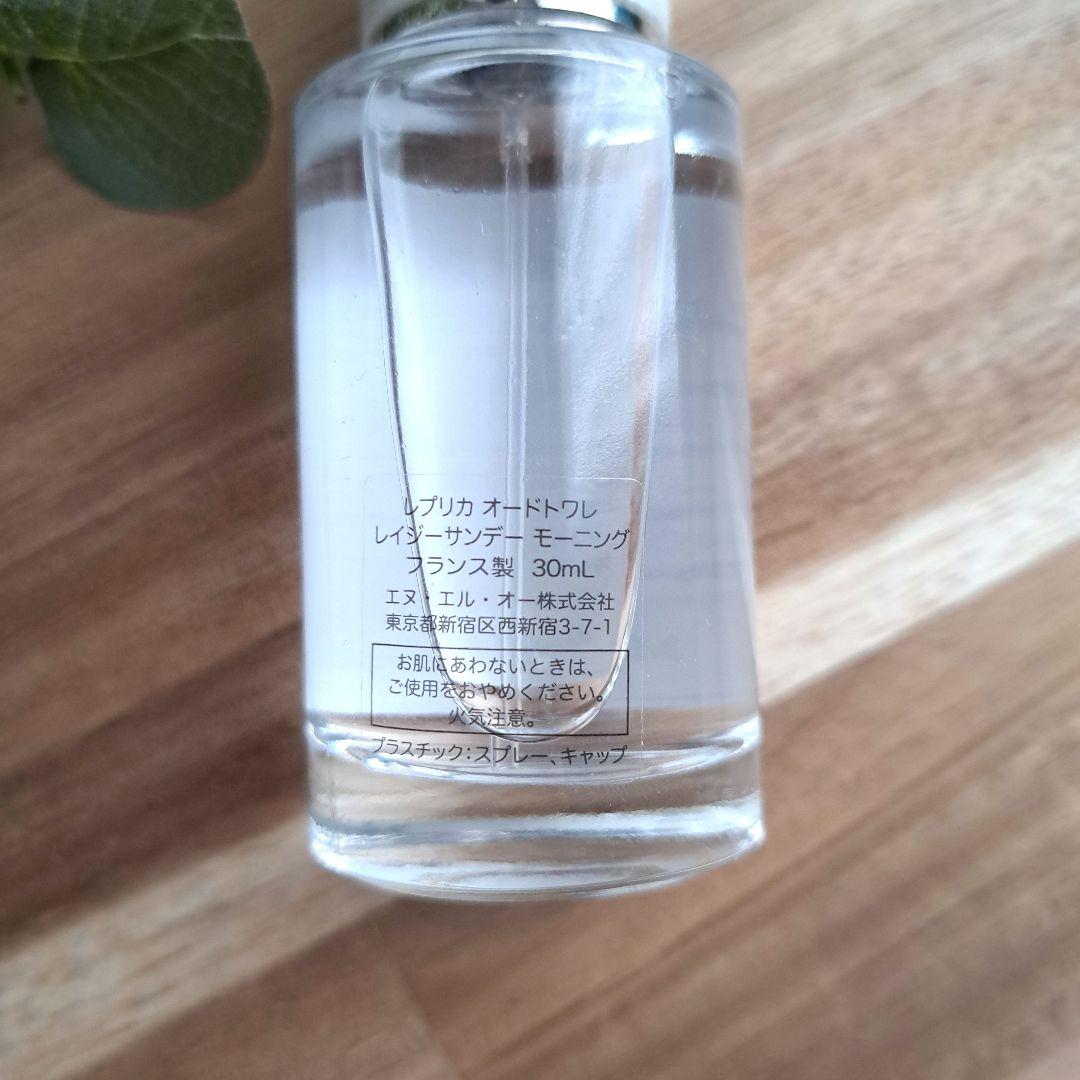 レプリカ オードトワレ
レイジーサンデー モーニング
フランス製 30mL
エヌ・エル・オー株式会社
東京都新宿区西新宿3-7-1
お肌にあわないときは、
ご使用をおやめください。
火気注意。
プラスチック：スプレー、キャップ